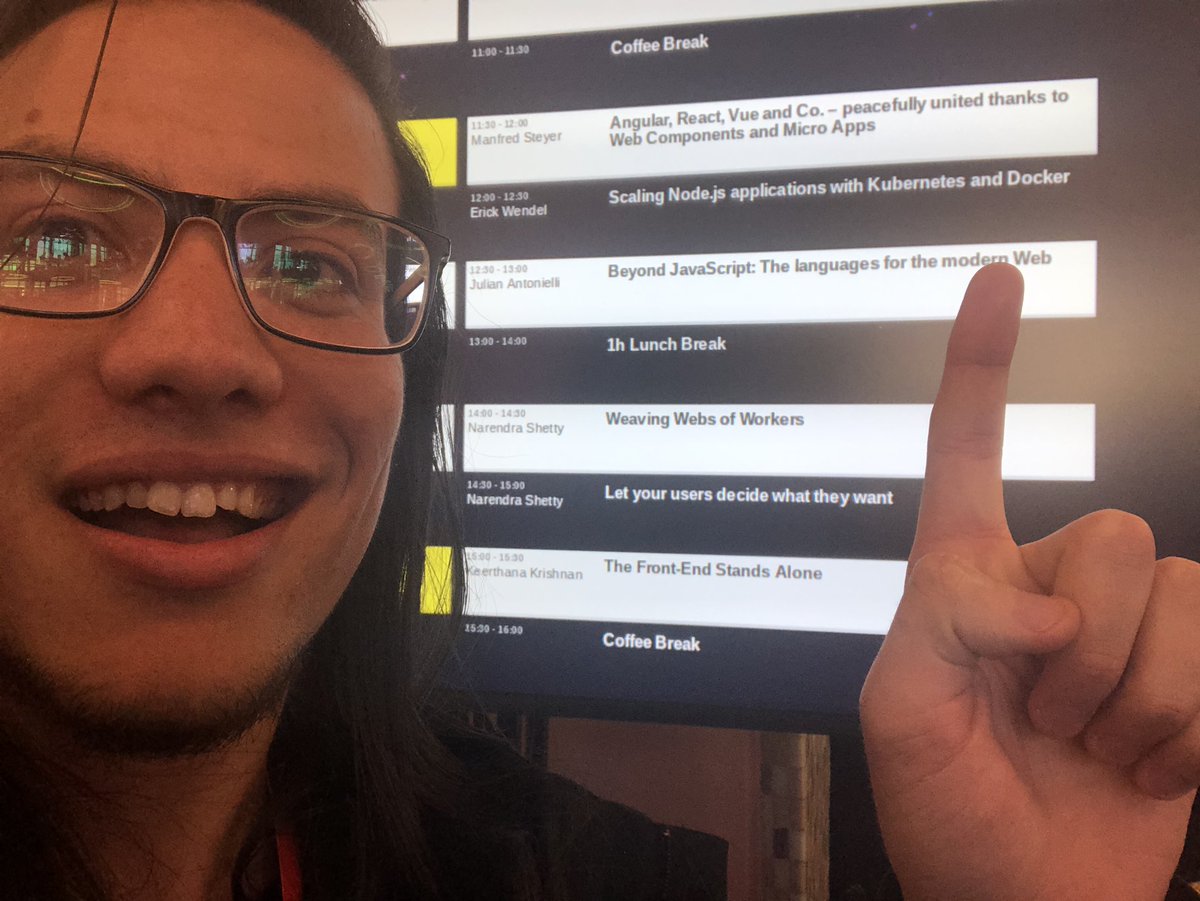 11:00 - 11:30 Coffee Break
11:30 - 12:00
Manfred Steyer
Angular, React, Vue and Co. – peacefully united thanks to
Web Components and Micro Apps
12:00 - 12:30
Erick Wendel
Scaling Node.js applications with Kubernetes and Docker
12:30 - 13:00
Julian Antonielli
Beyond JavaScript: The languages for the modern Web
13:00 - 14:00 1h Lunch Break
14:00 - 14:30
Narendra Shetty
Weaving Webs of Workers
14:30 - 15:00
Narendra Shetty
Let your users decide what they want
15:00 - 15:30
Keerthana Krishnan
The Front-End Stands Alone
15:30 - 16:00 Coffee Break